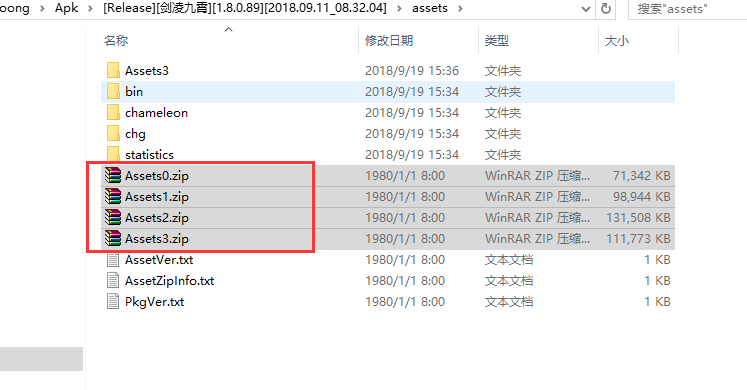 oong > Apk > [Release][剑凌九霄][1.8.0.89][2018.09.11_08.32.04] > assets > 搜索"assets"
名称 修改日期 类型 大小
Assets3 2018/9/19 15:36 文件夹
bin 2018/9/19 15:34 文件夹
chameleon 2018/9/19 15:34 文件夹
chg 2018/9/19 15:34 文件夹
statistics 2018/9/19 15:34 文件夹
Assets0.zip 1980/1/1 8:00 WinRAR ZIP 压缩... 71,342 KB
Assets1.zip 1980/1/1 8:00 WinRAR ZIP 压缩... 98,944 KB
Assets2.zip 1980/1/1 8:00 WinRAR ZIP 压缩... 131,508 KB
Assets3.zip 1980/1/1 8:00 WinRAR ZIP 压缩... 111,773 KB
AssetVer.txt 1980/1/1 8:00 文本文档 1 KB
AssetZipInfo.txt 1980/1/1 8:00 文本文档 1 KB
PkgVer.txt 1980/1/1 8:00 文本文档 1 KB